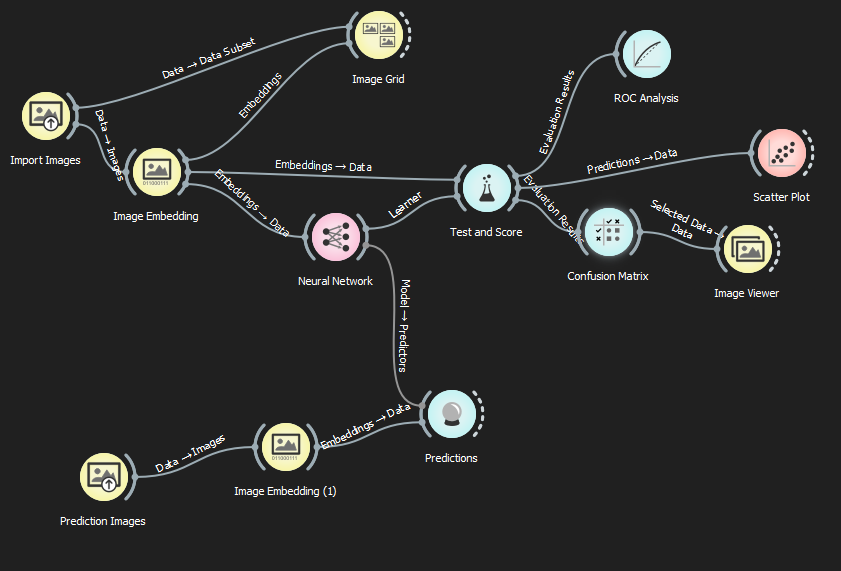 Data → Data Subset
Image Grid
Embeddings
Import Images
Data → Images
011000111
Image Embedding
Embeddings → Data
Embeddings → Data
Neural Network
Learner
Test and Score
Evaluation Results
ROC Analysis
Predictions → Data
Scatter Plot
Evaluation Results
Confusion Matrix
Selected Data →
Data
Image Viewer
Model → Predictors
Prediction Images
Data → Images
011000111
Image Embedding (1)
Embeddings → Data
Predictions